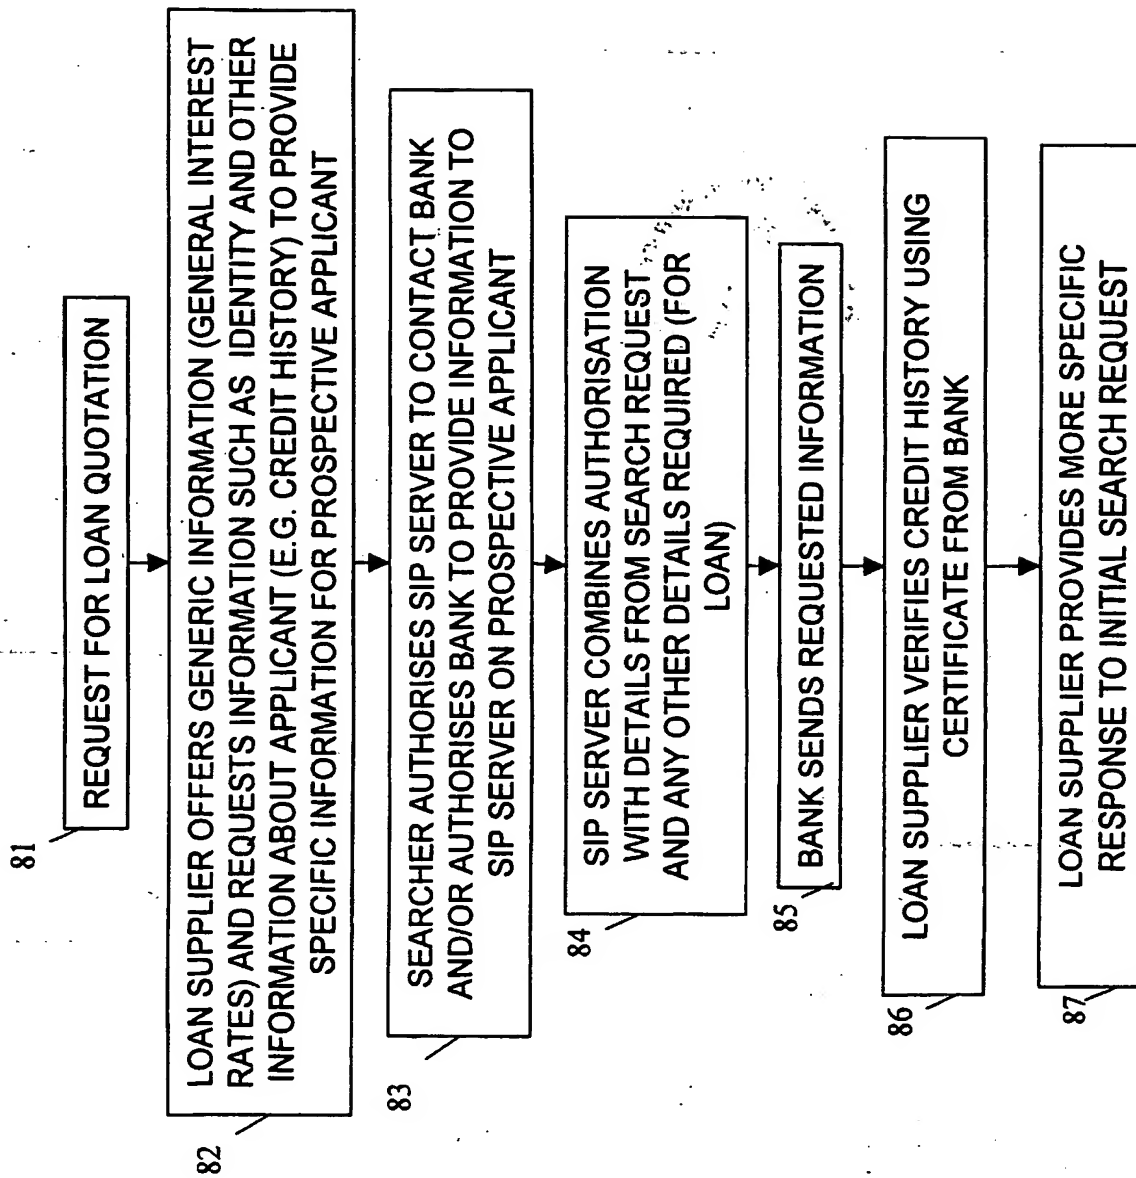 81
REQUEST FOR LOAN QUOTATION
82
LOAN SUPPLIER OFFERS GENERIC INFORMATION (GENERAL INTEREST
RATES) AND REQUESTS INFORMATION SUCH AS IDENTITY AND OTHER
INFORMATION ABOUT APPLICANT (E.G. CREDIT HISTORY) TO PROVIDE
SPECIFIC INFORMATION FOR PROSPECTIVE APPLICANT
83
SEARCHER AUTHORISES SIP SERVER TO CONTACT BANK
AND/OR AUTHORISES BANK TO PROVIDE INFORMATION TO
SIP SERVER ON PROSPECTIVE APPLICANT
84
SIP SERVER COMBINES AUTHORISATION
WITH DETAILS FROM SEARCH REQUEST
AND ANY OTHER DETAILS REQUIRED (FOR
LOAN)
85
BANK SENDS REQUESTED INFORMATION
86
LOAN SUPPLIER VERIFIES CREDIT HISTORY USING
CERTIFICATE FROM BANK
87
LOAN SUPPLIER PROVIDES MORE SPECIFIC
RESPONSE TO INITIAL SEARCH REQUEST